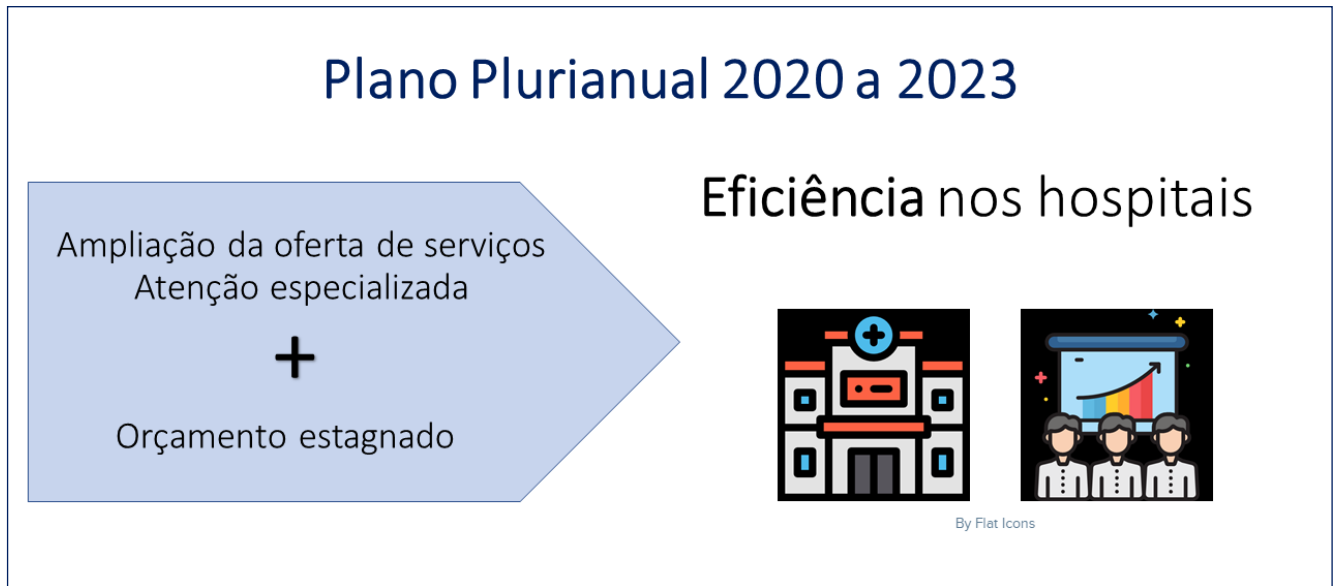 Plano Plurianual 2020 a 2023
Ampliação da oferta de serviços
Atenção especializada
+
Orçamento estagnado
Eficiência nos hospitais
By Flat Icons